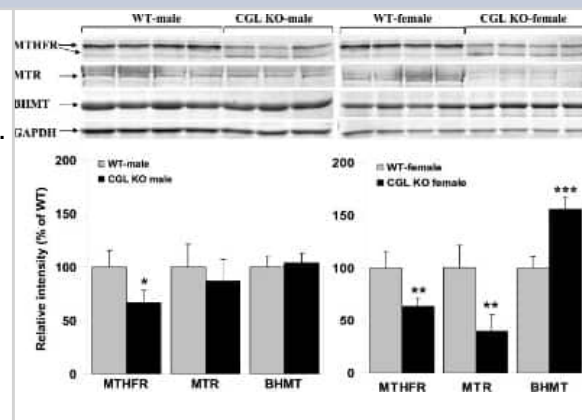 WT-male CGL KO-male WT-female CGL KO-female
MTHFR
MTR
BHMT
GAPDH
Relative intensity (% of WT)
200
150
100
50
0
WT-male
CGL KO male
*
MTHFR MTR BHMT
200
150
100
50
0
WT-female
CGL KO female
**
**
***
MTHFR MTR BHMT